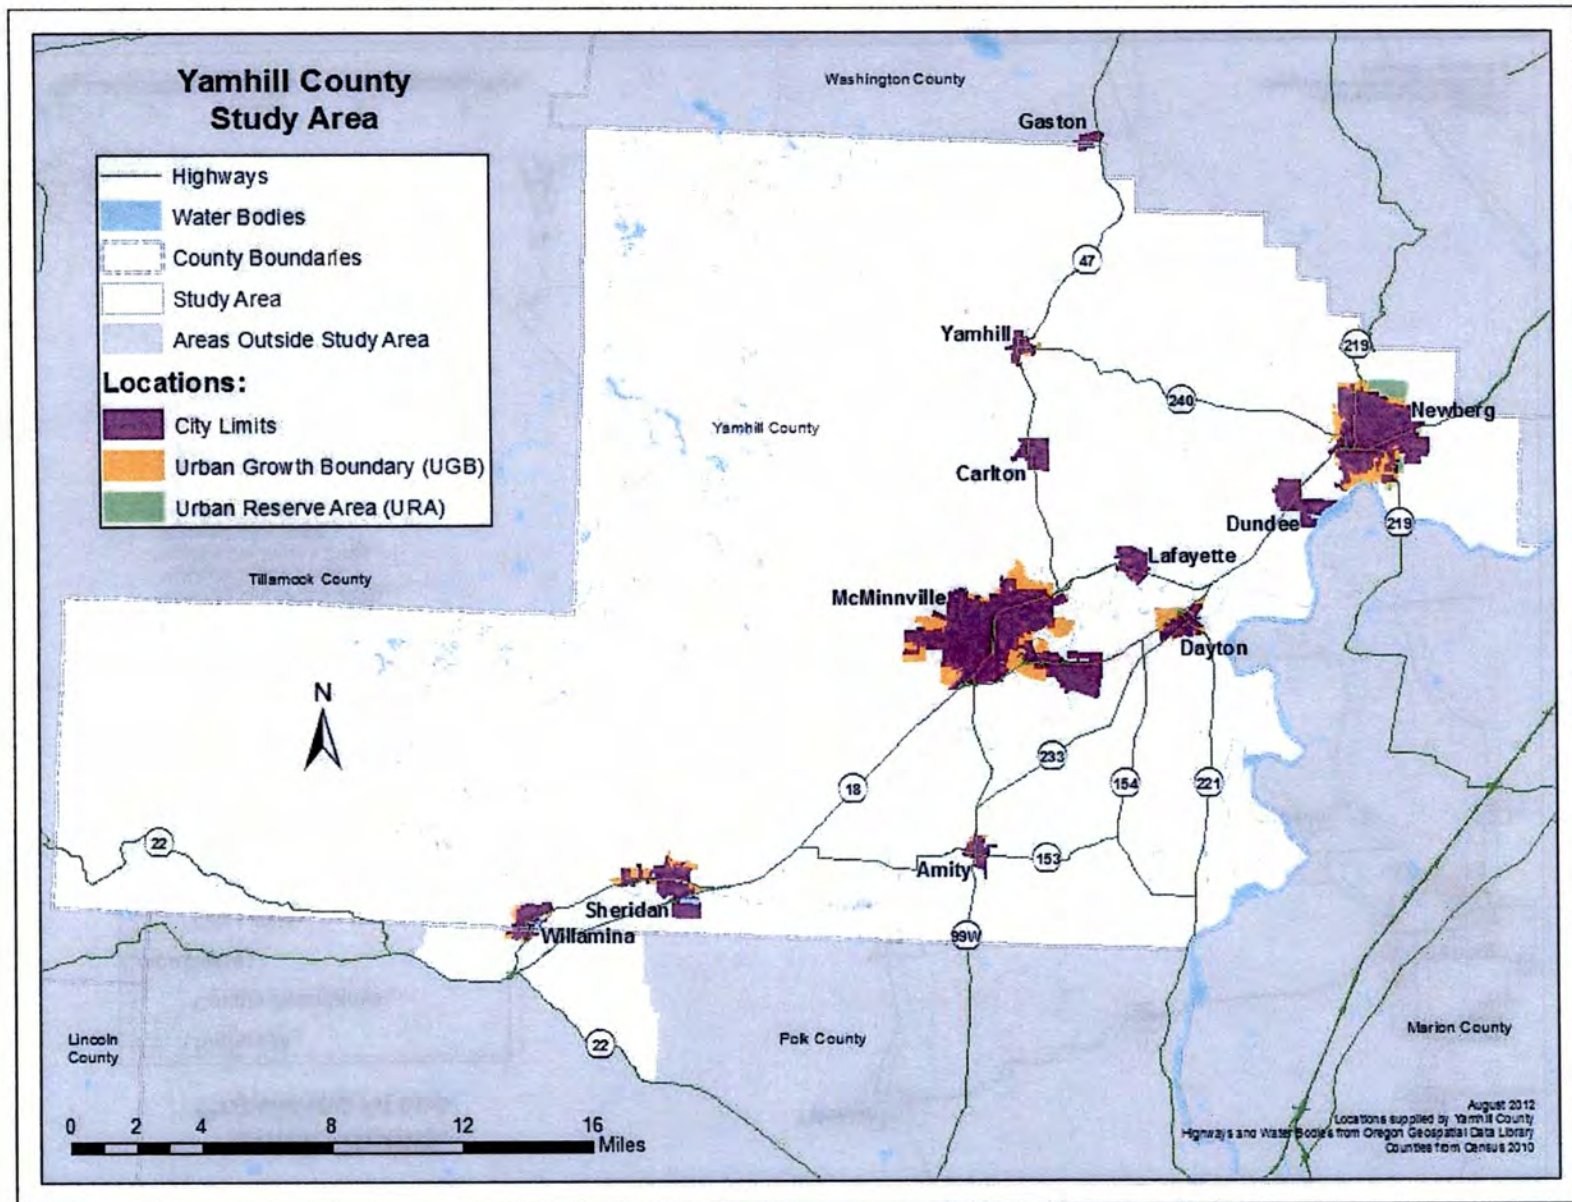 Yamhill County
Study Area
Highways
Water Bodies
County Boundaries
Study Area
Areas Outside Study Area
Locations:
City Limits
Urban Growth Boundary (UGB)
Urban Reserve Area (URA)
Washington County
Gaston
47
Yamhill
219
240
Newberg
Yamhill County
Carlton
Dundee
219
Lafayette
Tillamook County
McMinnville
Dayton
N
233
18
154
221
22
Amity
153
Sheridan
Willamina
99W
22
Lincoln
County
Polk County
Marion County
0 2 4 8 12 16
Miles
August 2012
Locations supplied by Yamhill County
Highways and Water Bodies from Oregon Geospatial Data Library
Counties from Census 2010